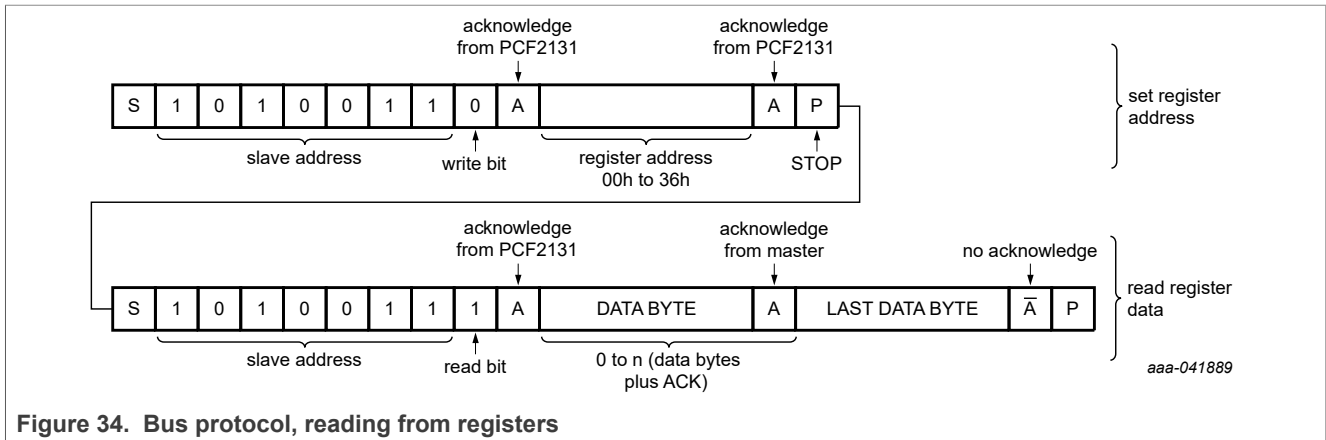 acknowledge
from PCF2131
acknowledge
from PCF2131
S 1 0 1 0 0 1 1 0 A A P
set register
address
slave address
write bit
register address
00h to 36h
STOP
acknowledge
from PCF2131
acknowledge
from master
no acknowledge
S 1 0 1 0 0 1 1 1 A DATA BYTE A LAST DATA BYTE A̅ P
read register
data
slave address
read bit
0 to n (data bytes
plus ACK)
aaa-041889
Figure 34. Bus protocol, reading from registers